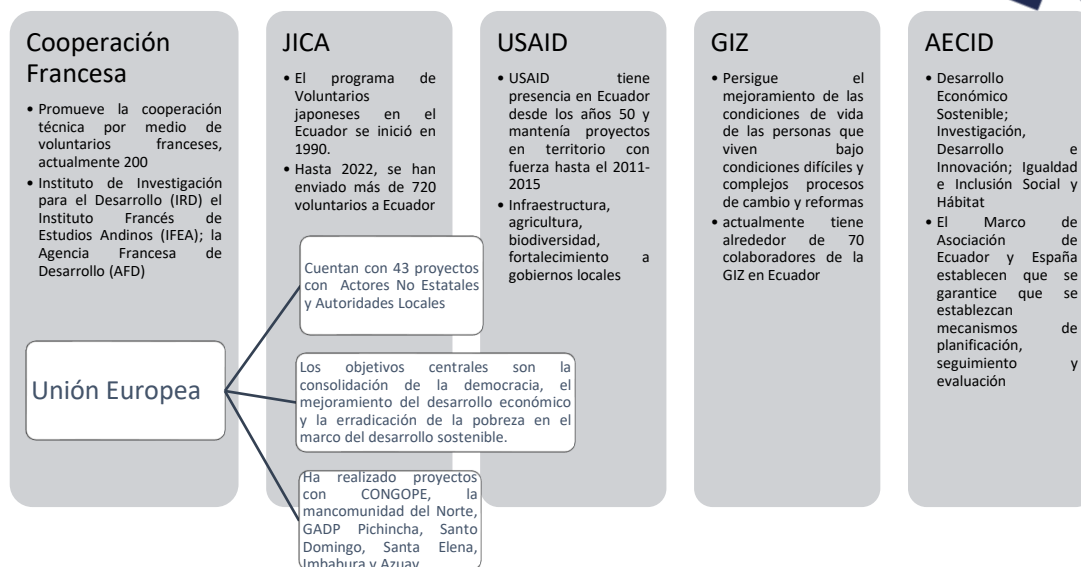 Cooperación
Francesa
• Promueve la cooperación
técnica por medio de
voluntarios franceses,
actualmente 200
• Instituto de Investigación
para el Desarrollo (IRD) el
Instituto Francés de
Estudios Andinos (IFEA); la
Agencia Francesa de
Desarrollo (AFD)
JICA
• El programa de
Voluntarios
japoneses en el
Ecuador se inició en
1990.
• Hasta 2022, se han
enviado más de 720
voluntarios a Ecuador
USAID
• USAID tiene
presencia en Ecuador
desde los años 50 y
mantenía proyectos
en territorio con
fuerza hasta el 2011-
2015
• Infraestructura,
agricultura,
biodiversidad,
fortalecimiento a
gobiernos locales
GIZ
• Persigue el
mejoramiento de las
condiciones de vida
de las personas que
viven bajo
condiciones difíciles y
complejos procesos
de cambio y reformas
• actualmente tiene
alrededor de 70
colaboradores de la
GIZ en Ecuador
AECID
• Desarrollo
Económico
Sostenible;
Investigación,
Desarrollo e
Innovación; Igualdad
e Inclusión Social y
Hábitat
• El Marco de
Asociación de
Ecuador y España
establecen que se
garantice que se
establezcan
mecanismos de
planificación,
seguimiento y
evaluación
Unión Europea
Cuentan con 43 proyectos
con Actores No Estatales
y Autoridades Locales
Los objetivos centrales son la
consolidación de la democracia, el
mejoramiento del desarrollo económico
y la erradicación de la pobreza en el
marco del desarrollo sostenible.
Ha realizado proyectos
con CONGOPE, la
mancomunidad del Norte,
GADP Pichincha, Santo
Domingo, Santa Elena,
Imbabura y Azuay